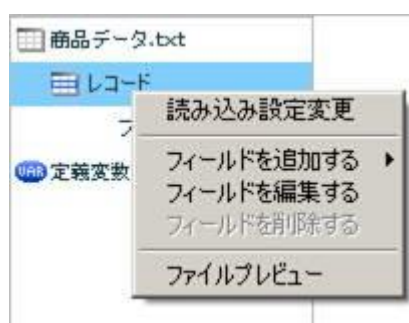 商品データ.txt
レコード
読み込み設定変更
フ
フィールドを追加する
VAR 定義変数
フィールドを編集する
フィールドを削除する
ファイルプレビュー